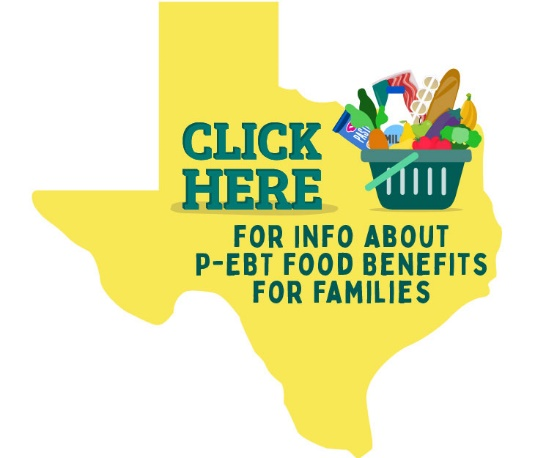 CLICK
HERE
FOR INFO ABOUT
P-EBT FOOD BENEFITS
FOR FAMILIES